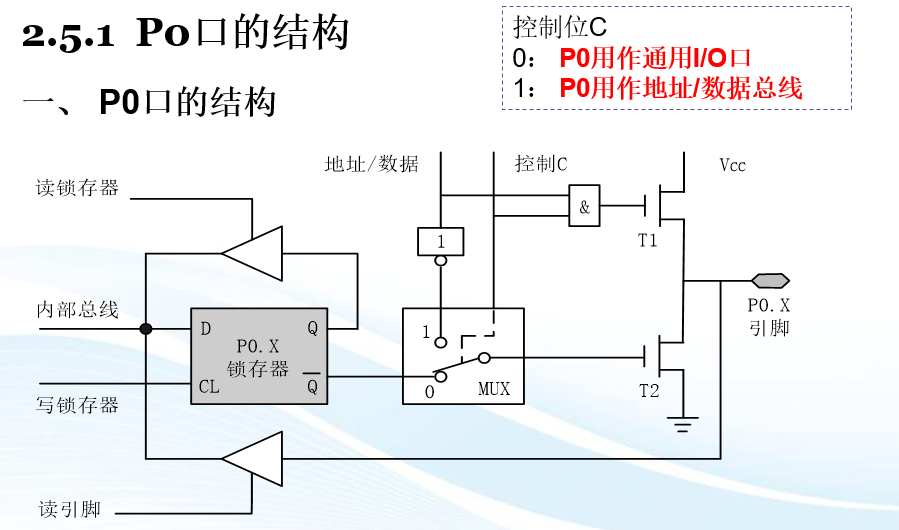 2.5.1 P0口的结构
控制位C
0： P0用作通用I/O口
1： P0用作地址/数据总线
一、 P0口的结构
地址/数据
控制C
Vcc
读锁存器
&
T1
1
内部总线
D
Q
P0.X
锁存器
CL
Q
写锁存器
1
0
MUX
T2
P0.X
引脚
读引脚